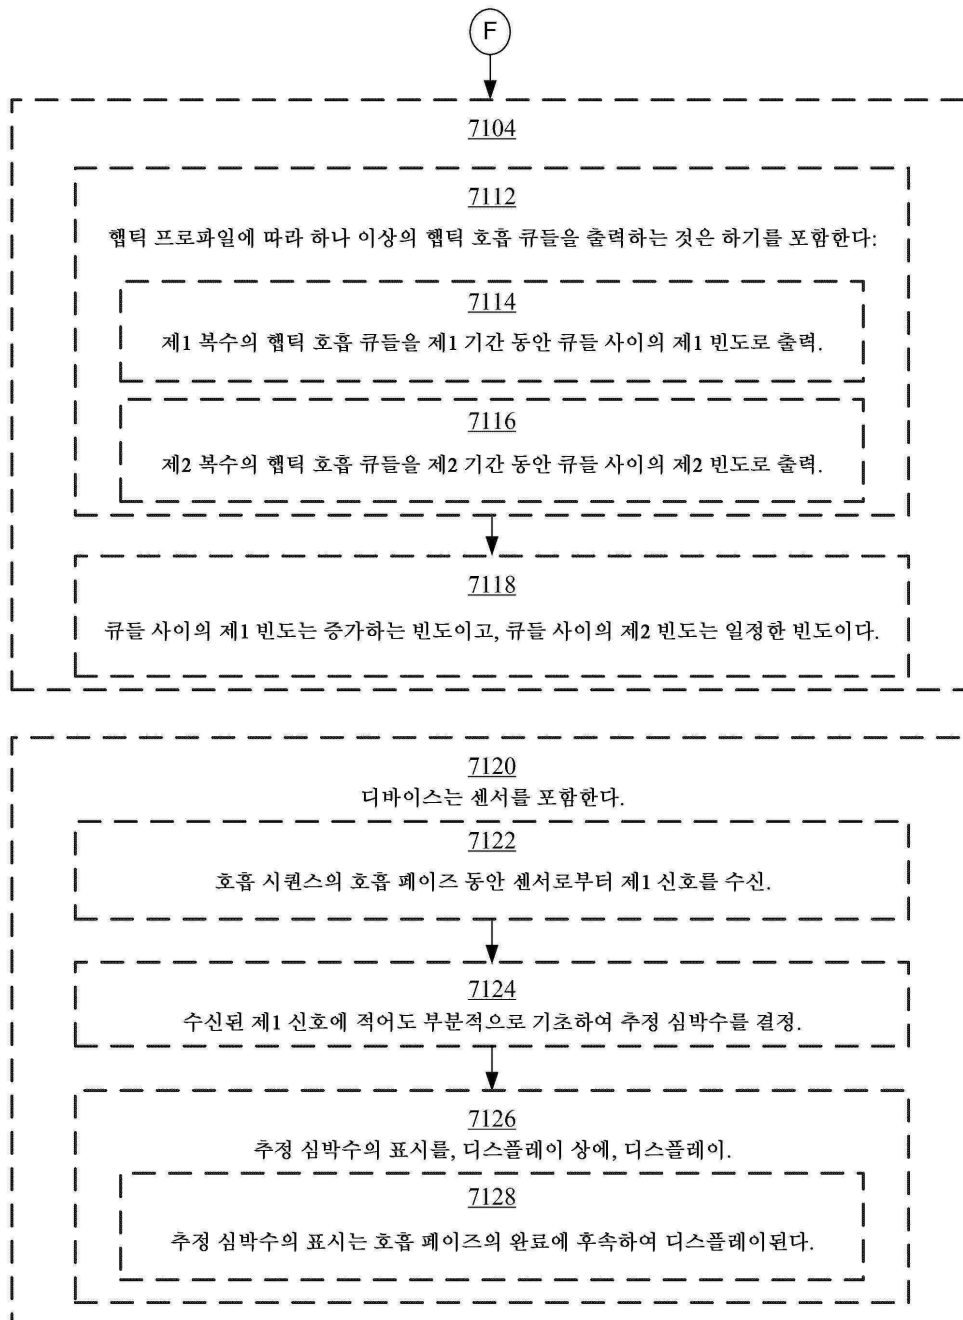 F
7104
7112
햅틱 프로파일에 따라 하나 이상의 햅틱 호흡 큐들을 출력하는 것은 하기를 포함한다:
7114
제1 복수의 햅틱 호흡 큐들을 제1 기간 동안 큐들 사이의 제1 빈도로 출력.
7116
제2 복수의 햅틱 호흡 큐들을 제2 기간 동안 큐들 사이의 제2 빈도로 출력.
7118
큐들 사이의 제1 빈도는 증가하는 빈도이고, 큐들 사이의 제2 빈도는 일정한 빈도이다.
7120
디바이스는 센서를 포함한다.
7122
호흡 시퀀스의 호흡 페이즈 동안 센서로부터 제1 신호를 수신.
7124
수신된 제1 신호에 적어도 부분적으로 기초하여 추정 심박수를 결정.
7126
추정 심박수의 표시를, 디스플레이 상에, 디스플레이.
7128
추정 심박수의 표시는 호흡 페이즈의 완료에 후속하여 디스플레이된다.